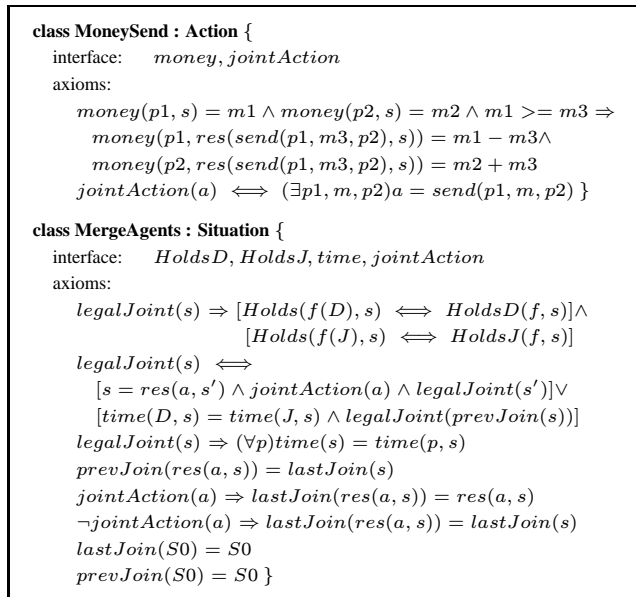 class MoneySend : Action {
interface: money, jointAction
axioms:
money(p1, s) = m1 ∧ money(p2, s) = m2 ∧ m1 >= m3 ⇒
money(p1, res(send(p1, m3, p2), s)) = m1 − m3∧
money(p2, res(send(p1, m3, p2), s)) = m2 + m3
jointAction(a) ⟺ (∃p1, m, p2)a = send(p1, m, p2) }
class MergeAgents : Situation {
interface: HoldsD, HoldsJ, time, jointAction
axioms:
legalJoint(s) ⇒ [Holds(f(D), s) ⟺ HoldsD(f, s)]∧
[Holds(f(J), s) ⟺ HoldsJ(f, s)]
legalJoint(s) ⟺
[s = res(a, s′) ∧ jointAction(a) ∧ legalJoint(s′)]∨
[time(D, s) = time(J, s) ∧ legalJoint(prevJoin(s))]
legalJoint(s) ⇒ (∀p)time(s) = time(p, s)
prevJoin(res(a, s)) = lastJoin(s)
jointAction(a) ⇒ lastJoin(res(a, s)) = res(a, s)
¬jointAction(a) ⇒ lastJoin(res(a, s)) = lastJoin(s)
lastJoin(S0) = S0
prevJoin(S0) = S0 }